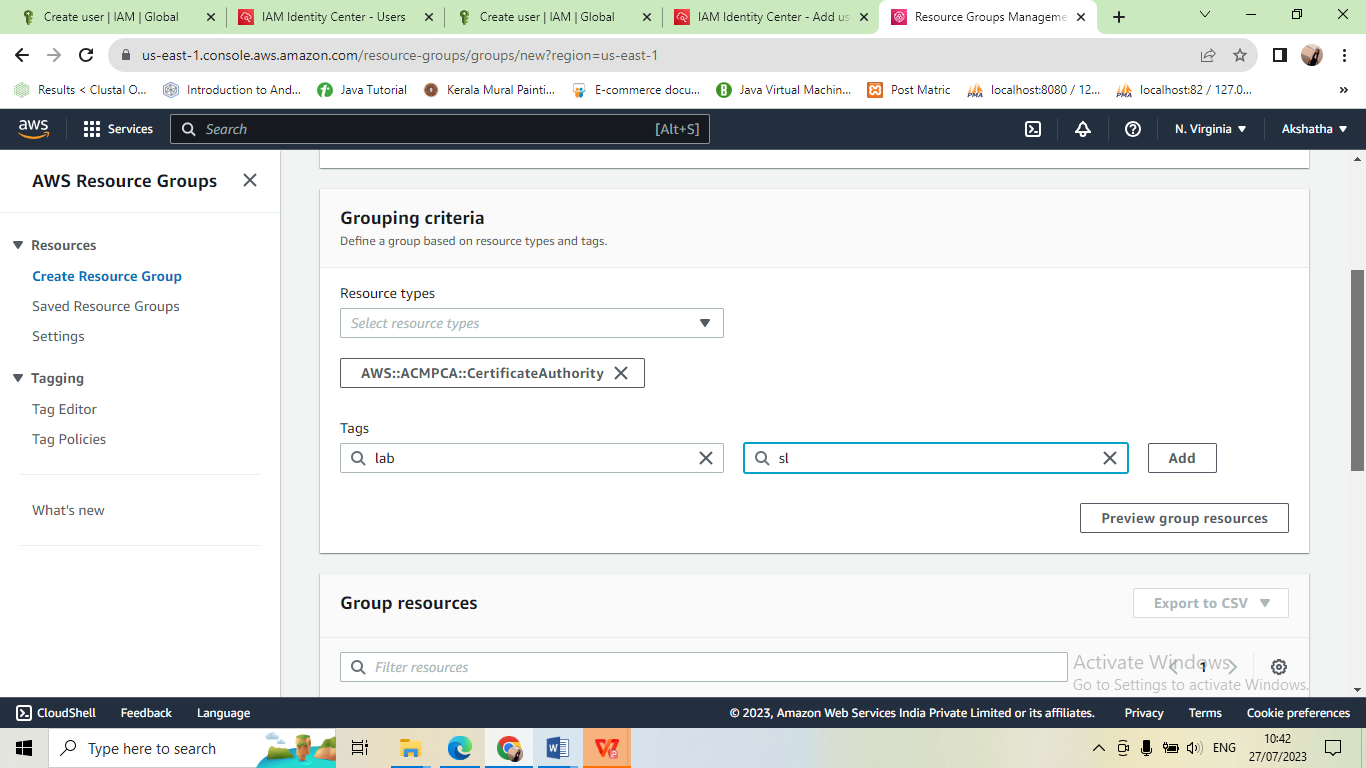 Create user | IAM | Global
IAM Identity Center - Users
Create user | IAM | Global
IAM Identity Center - Add us
Resource Groups Manageme
us-east-1.console.aws.amazon.com/resource-groups/groups/new?region=us-east-1
Results < Clustal O...
Introduction to And...
Java Tutorial
Kerala Mural Painti...
E-commerce docu...
Java Virtual Machin...
Post Matric
localhost:8080 / 12...
localhost:82 / 127.0...
»
aws
Services
Search
[Alt+S]
N. Virginia
Akshatha
AWS Resource Groups
Resources
Create Resource Group
Saved Resource Groups
Settings
Tagging
Tag Editor
Tag Policies
What's new
Grouping criteria
Define a group based on resource types and tags.
Resource types
Select resource types
AWS::ACMPCA::CertificateAuthority
Tags
lab
sl
Add
Preview group resources
Group resources
Export to CSV
Filter resources
1
Activate Windows
Go to Settings to activate Windows.
CloudShell
Feedback
Language
© 2023, Amazon Web Services India Private Limited or its affiliates.
Privacy
Terms
Cookie preferences
Type here to search
ENG
10:42
27/07/2023